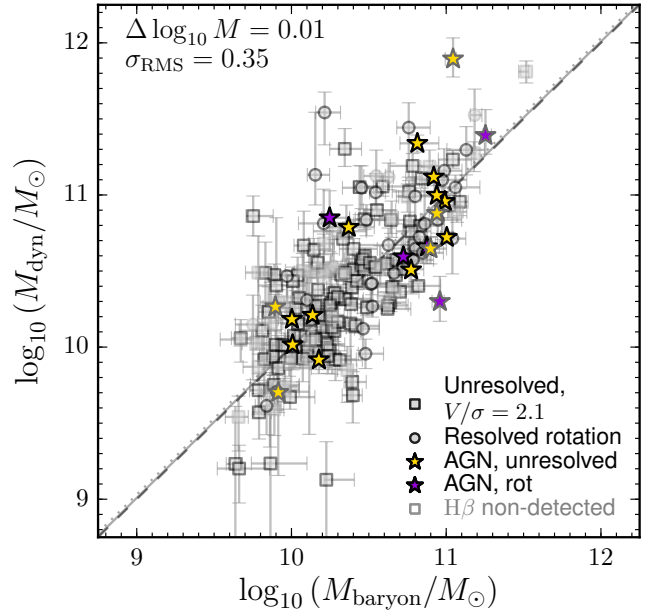 Δ log₁₀ M = 0.01
σRMS = 0.35
12
11
10
9
log₁₀ (Mdyn/M⊙)
Unresolved,
V/σ = 2.1
Resolved rotation
AGN, unresolved
AGN, rot
Hβ non-detected
9 10 11 12
log₁₀ (Mbaryon/M⊙)